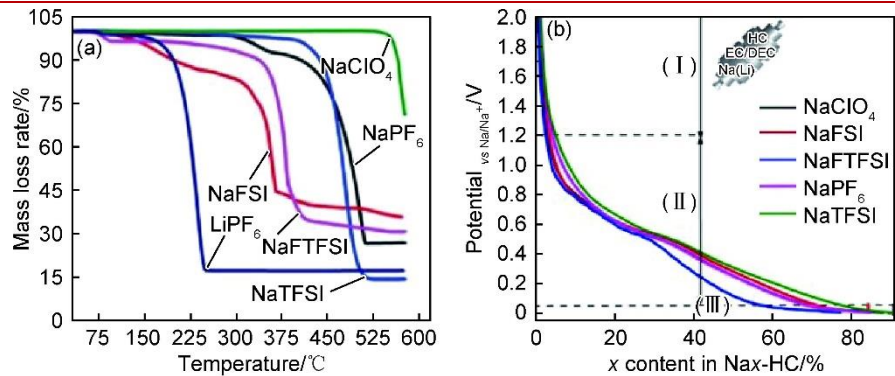 105
90
75
60
45
30
15
0
Mass loss rate/%
(a)
NaClO4
NaPF6
NaFSI
LiPF6
NaFTFSI
NaTFSI
0 75 150 225 300 375 450 525 600
Temperature/℃
2.0
1.8
1.6
1.4
1.2
1.0
0.8
0.6
0.4
0.2
0
Potential vs Na/Na+/V
(b)
(Ⅰ)
(Ⅱ)
(Ⅲ)
HC
EC/DEC
Na(Li)
NaClO4
NaFSI
NaFTFSI
NaPF6
NaTFSI
0 20 40 60 80
x content in Nax-HC/%